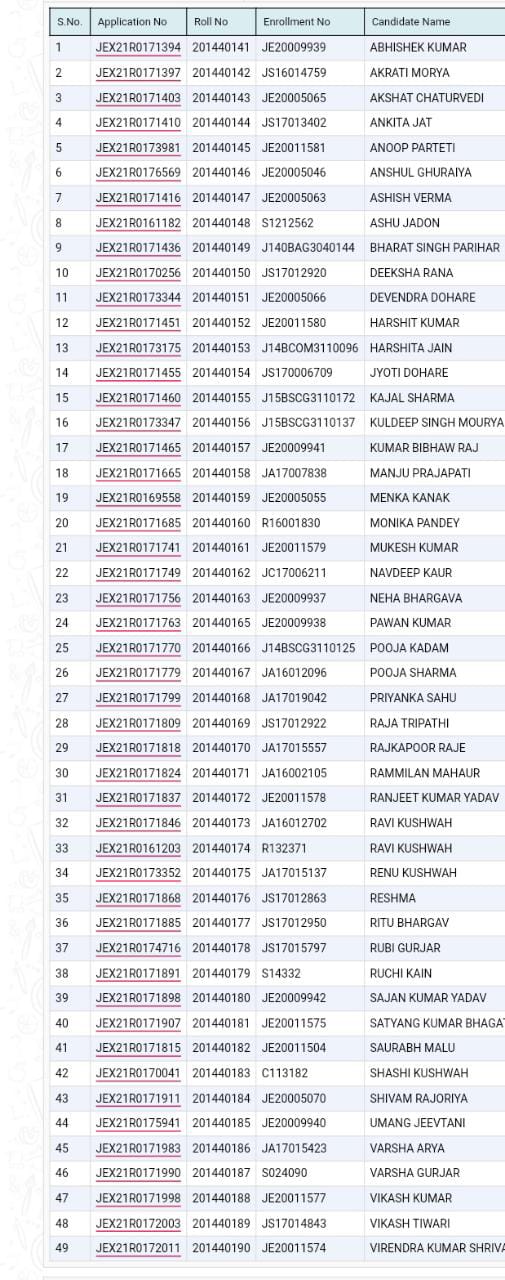 S.No. Application No Roll No Enrollment No Candidate Name
1 JEX21R0171394 201440141 JE20009939 ABHISHEK KUMAR
2 JEX21R0171397 201440142 JS16014759 AKRATI MORYA
3 JEX21R0171403 201440143 JE20005065 AKSHAT CHATURVEDI
4 JEX21R0171410 201440144 JS17013402 ANKITA JAT
5 JEX21R0173981 201440145 JE20011581 ANOOP PARTETI
6 JEX21R0176569 201440146 JE20005046 ANSHUL GHURAIYA
7 JEX21R0171416 201440147 JE20005063 ASHISH VERMA
8 JEX21R0161182 201440148 S1212562 ASHU JADON
9 JEX21R0171436 201440149 J140BAG3040144 BHARAT SINGH PARIHAR
10 JEX21R0170256 201440150 JS17012920 DEEKSHA RANA
11 JEX21R0173344 201440151 JE20005066 DEVENDRA DOHARE
12 JEX21R0171451 201440152 JE20011580 HARSHIT KUMAR
13 JEX21R0173175 201440153 J14BCOM3110096 HARSHITA JAIN
14 JEX21R0171455 201440154 JS170006709 JYOTI DOHARE
15 JEX21R0171460 201440155 J15BSCG3110172 KAJAL SHARMA
16 JEX21R0173347 201440156 J15BSCG3110137 KULDEEP SINGH MOURYA
17 JEX21R0171465 201440157 JE20009941 KUMAR BIBHAW RAJ
18 JEX21R0171665 201440158 JA17007838 MANJU PRAJAPATI
19 JEX21R0169558 201440159 JE20005055 MENKA KANAK
20 JEX21R0171685 201440160 R16001830 MONIKA PANDEY
21 JEX21R0171741 201440161 JE20011579 MUKESH KUMAR
22 JEX21R0171749 201440162 JC17006211 NAVDEEP KAUR
23 JEX21R0171756 201440163 JE20009937 NEHA BHARGAVA
24 JEX21R0171763 201440165 JE20009938 PAWAN KUMAR
25 JEX21R0171770 201440166 J14BSCG3110125 POOJA KADAM
26 JEX21R0171779 201440167 JA16012096 POOJA SHARMA
27 JEX21R0171799 201440168 JA17019042 PRIYANKA SAHU
28 JEX21R0171809 201440169 JS17012922 RAJA TRIPATHI
29 JEX21R0171818 201440170 JA17015557 RAJKAPOOR RAJE
30 JEX21R0171824 201440171 JA16002105 RAMMILAN MAHAUR
31 JEX21R0171837 201440172 JE20011578 RANJEET KUMAR YADAV
32 JEX21R0171846 201440173 JA16012702 RAVI KUSHWAH
33 JEX21R0161203 201440174 R132371 RAVI KUSHWAH
34 JEX21R0173352 201440175 JA17015137 RENU KUSHWAH
35 JEX21R0171868 201440176 JS17012863 RESHMA
36 JEX21R0171885 201440177 JS17012950 RITU BHARGAV
37 JEX21R0174716 201440178 JS17015797 RUBI GURJAR
38 JEX21R0171891 201440179 S14332 RUCHI KAIN
39 JEX21R0171898 201440180 JE20009942 SAJAN KUMAR YADAV
40 JEX21R0171907 201440181 JE20011575 SATYANG KUMAR BHAGAT
41 JEX21R0171815 201440182 JE20011504 SAURABH MALU
42 JEX21R0170041 201440183 C113182 SHASHI KUSHWAH
43 JEX21R0171911 201440184 JE20005070 SHIVAM RAJORIYA
44 JEX21R0175941 201440185 JE20009940 UMANG JEEVTANI
45 JEX21R0171983 201440186 JA17015423 VARSHA ARYA
46 JEX21R0171990 201440187 S024090 VARSHA GURJAR
47 JEX21R0171998 201440188 JE20011577 VIKASH KUMAR
48 JEX21R0172003 201440189 JS17014843 VIKASH TIWARI
49 JEX21R0172011 201440190 JE20011574 VIRENDRA KUMAR SHRIVA